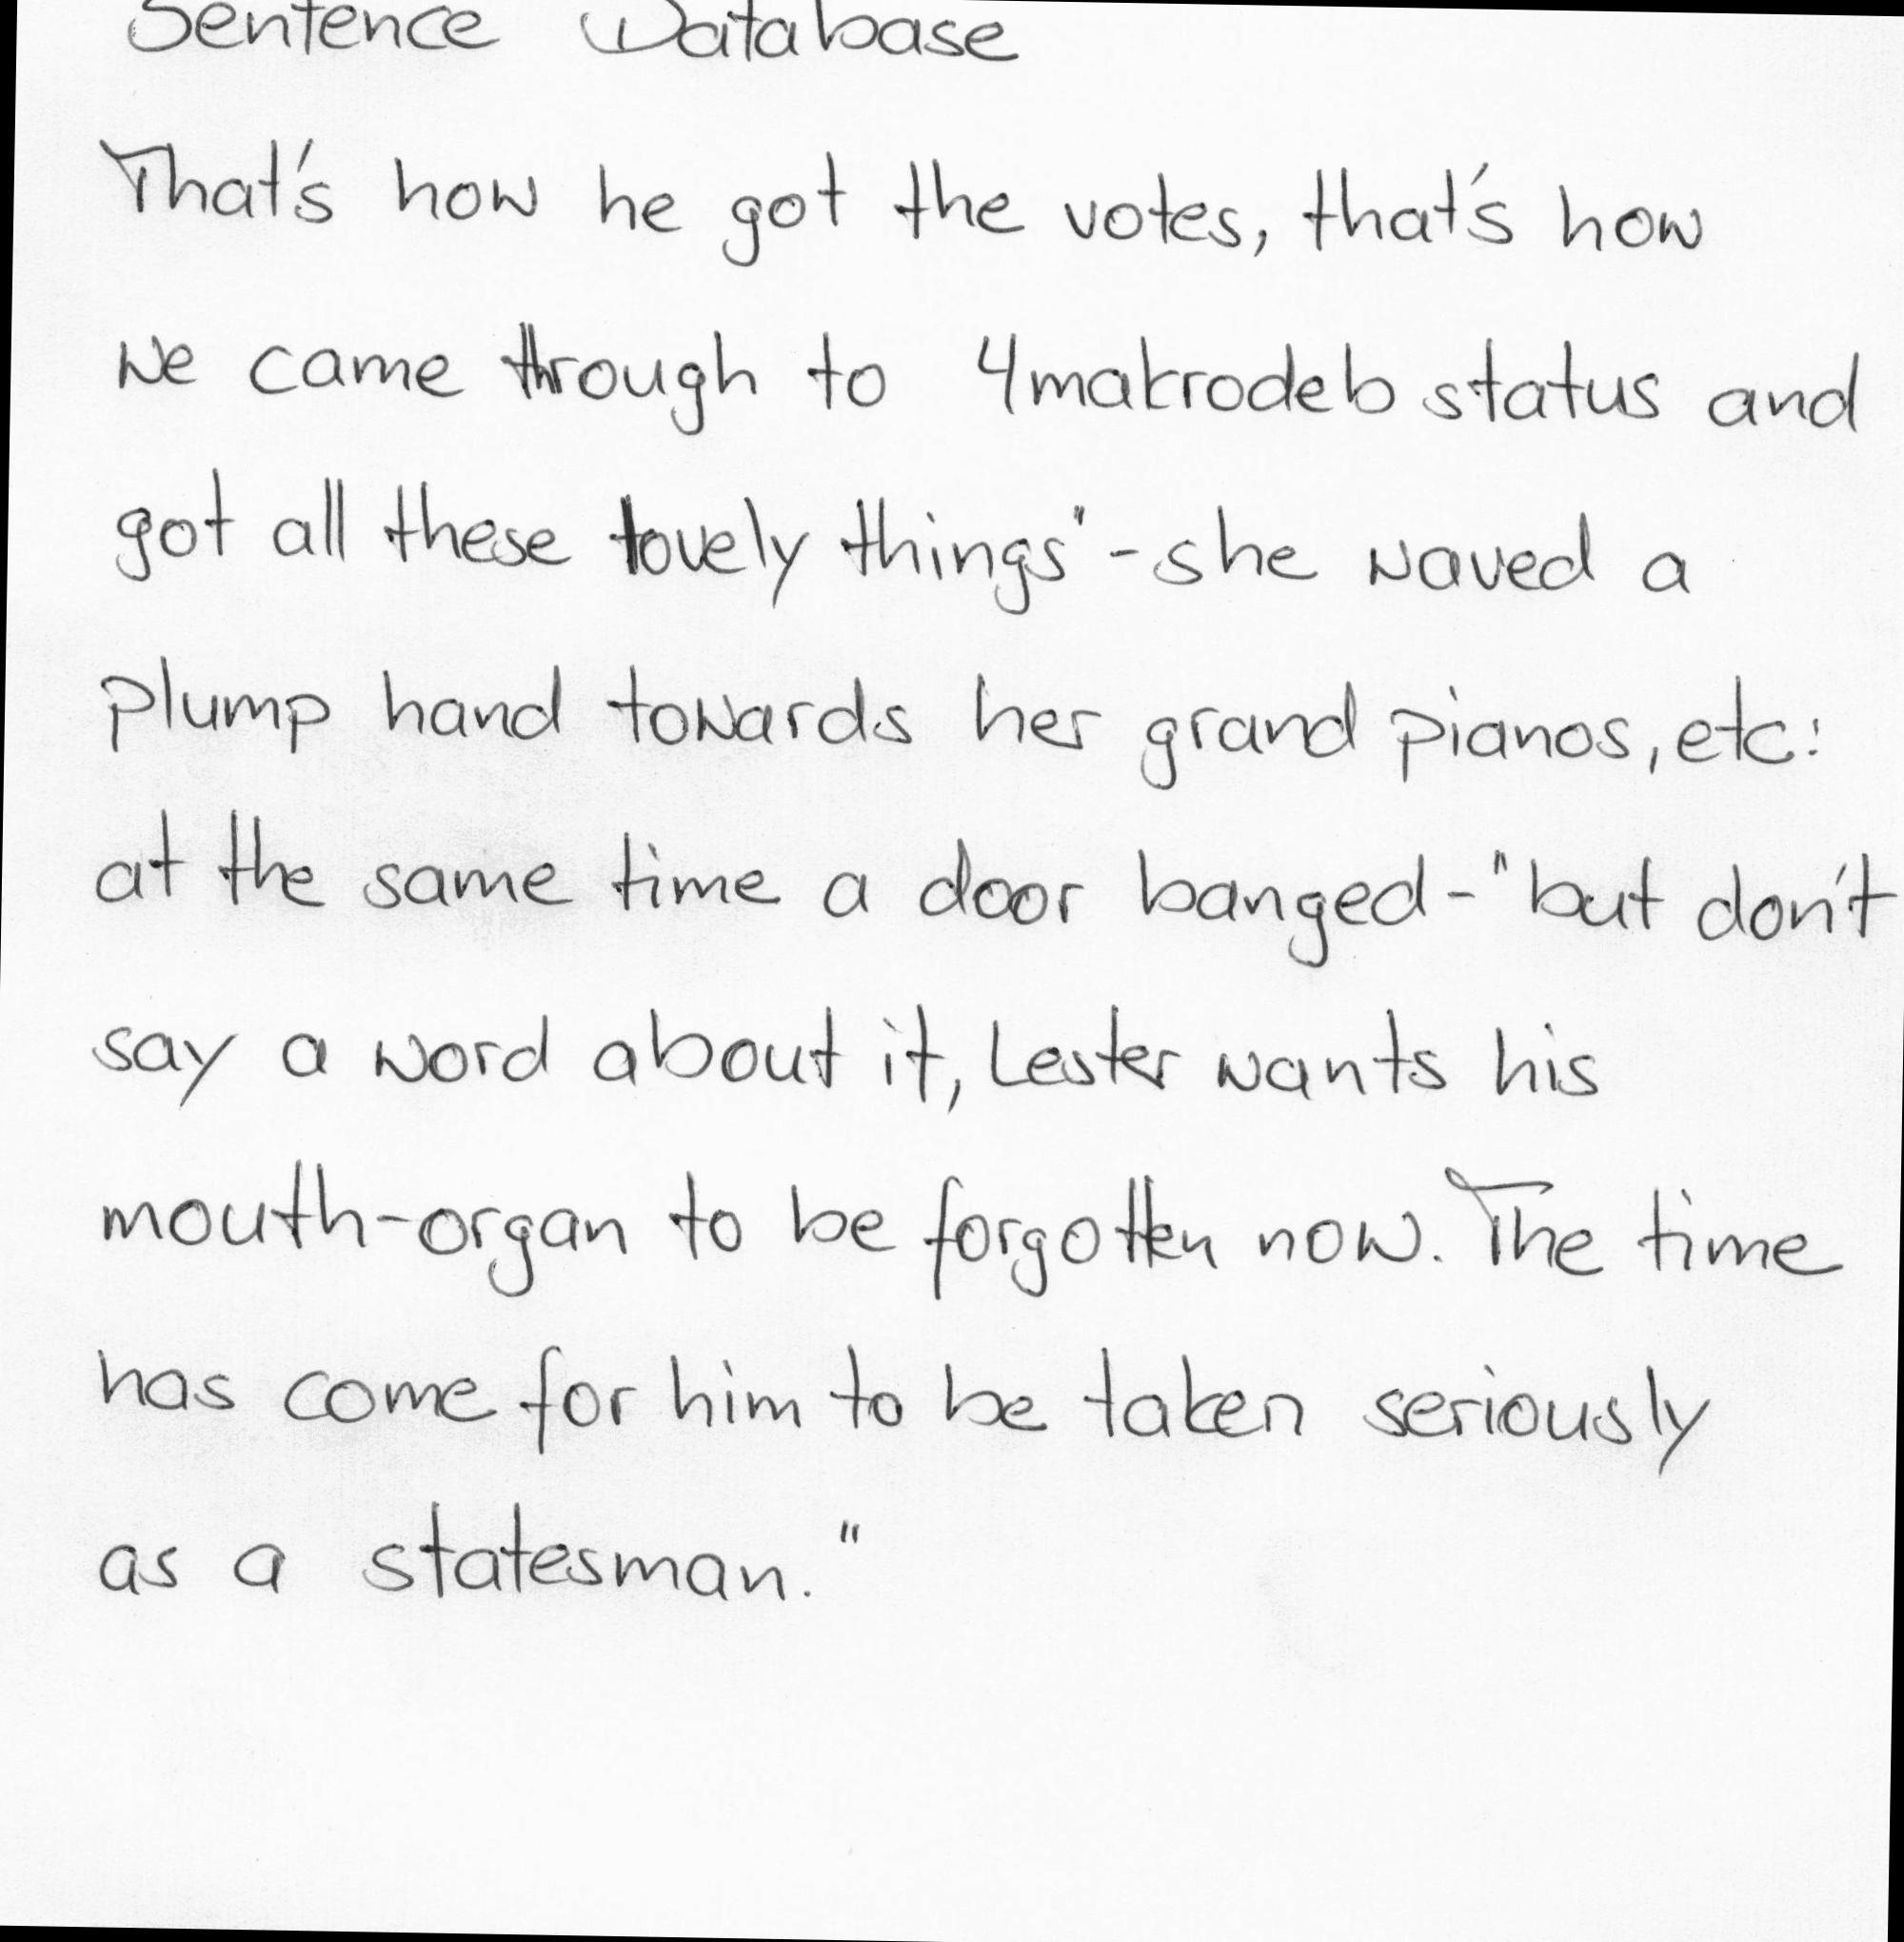 Sentence Database
That's how he got the votes, that's how
we came through to 4makrodeb status and
got all these lovely things"-she waved a
plump hand towards her grand pianos, etc:
at the same time a door banged-"but don't
say a word about it, Lester wants his
mouth-organ to be forgotten now. The time
has come for him to be taken seriously
as a statesman."